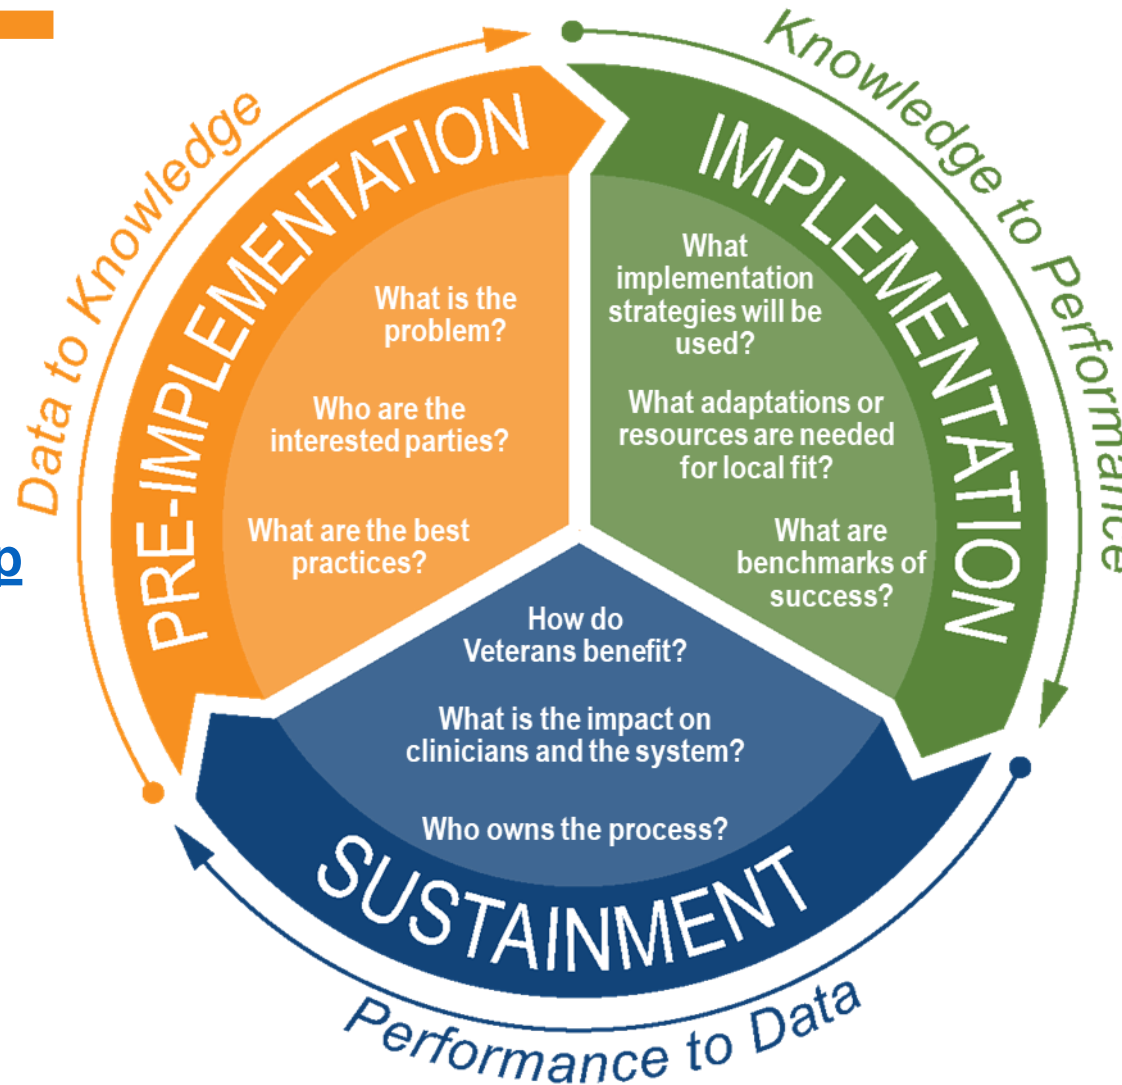 Data to Knowledge
PRE-IMPLEMENTATION
What is the
problem?
Who are the
interested parties?
What are the best
practices?
Knowledge to Performance
IMPLEMENTATION
What
implementation
strategies will be
used?
What adaptations or
resources are needed
for local fit?
What are
benchmarks of
success?
How do
Veterans benefit?
What is the impact on
clinicians and the system?
Who owns the process?
SUSTAINMENT
Performance to Data
p